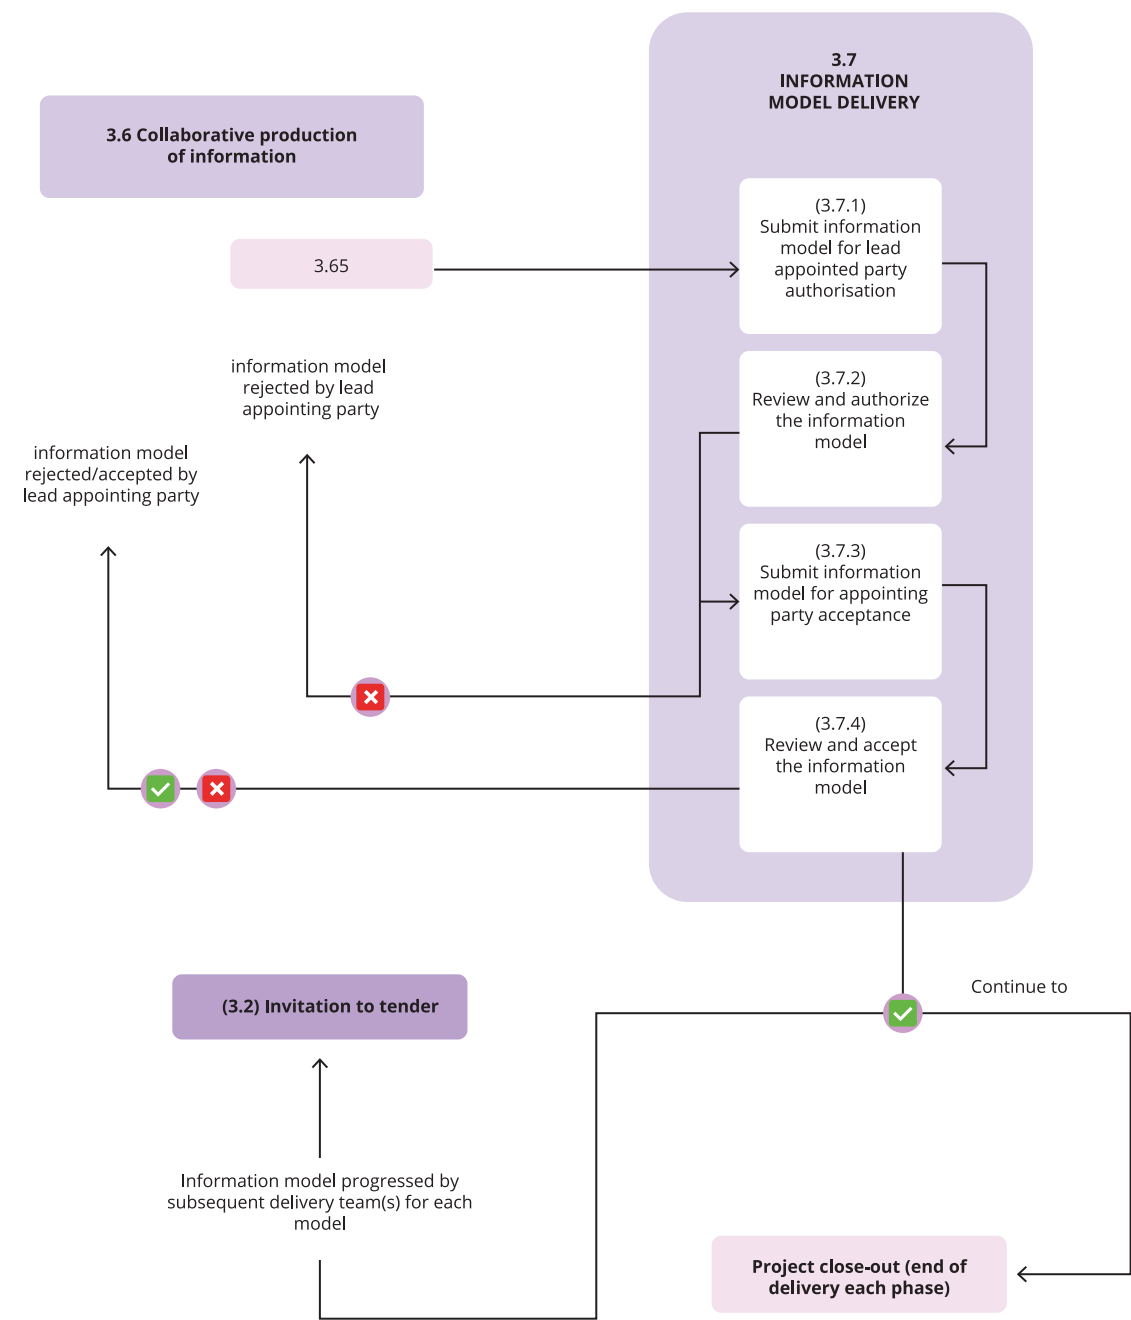 3.7
INFORMATION
MODEL DELIVERY
3.6 Collaborative production
of information
(3.7.1)
Submit information
model for lead
appointed party
authorisation
3.65
information model
rejected by lead
appointing party
(3.7.2)
Review and authorize
the information
model
information model
rejected/accepted by
lead appointing party
(3.7.3)
Submit information
model for appointing
party acceptance
(3.7.4)
Review and accept
the information
model
Continue to
(3.2) Invitation to tender
Information model progressed by
subsequent delivery team(s) for each
model
Project close-out (end of
delivery each phase)